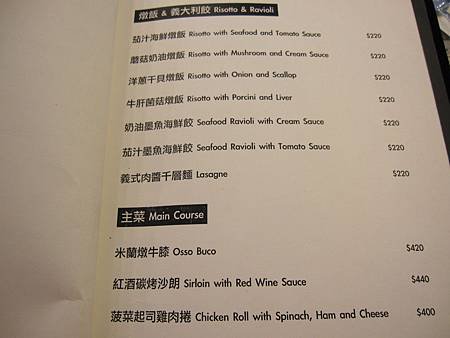 燉飯 & 義大利餃 Risotto & Ravioli
茄汁海鮮燉飯 Risotto with Seafood and Tomato Sauce $220
蘑菇奶油燉飯 Risotto with Mushroom and Cream Sauce $220
洋蔥干貝燉飯 Risotto with Onion and Scallop $220
牛肝菌菇燉飯 Risotto with Porcini and Liver $220
奶油墨魚海鮮餃 Seafood Ravioli with Cream Sauce $220
茄汁墨魚海鮮餃 Seafood Ravioli with Tomato Sauce $220
義式肉醬千層麵 Lasagne $220
主菜 Main Course
米蘭燉牛膝 Osso Buco $420
紅酒碳烤沙朗 Sirloin with Red Wine Sauce $440
菠菜起司雞肉捲 Chicken Roll with Spinach, Ham and Cheese $400